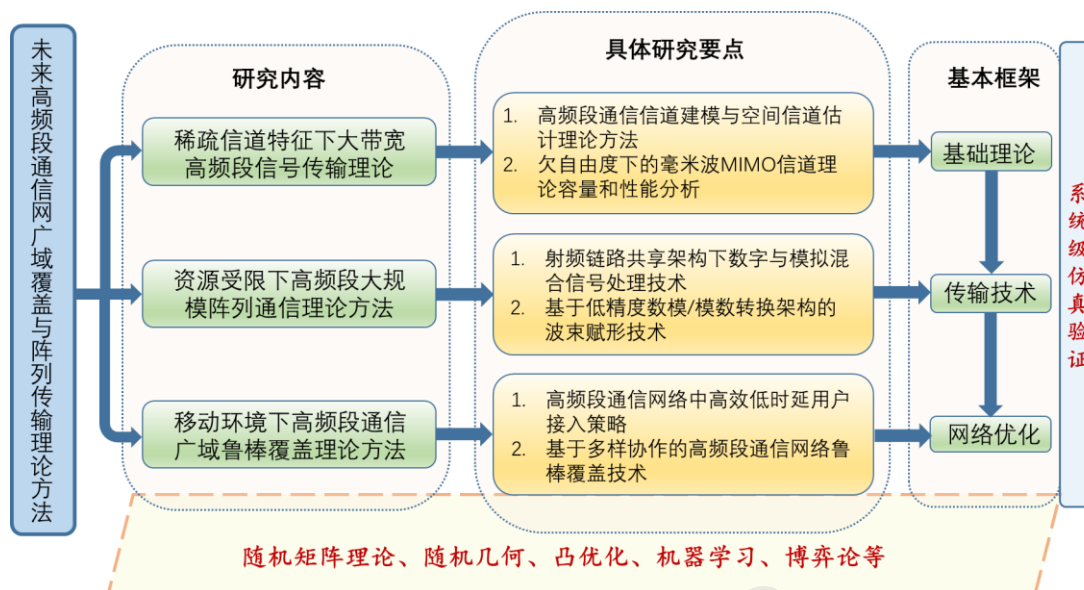 未来高频段通信网广域覆盖与阵列传输理论方法
研究内容
稀疏信道特征下大带宽
高频段信号传输理论
资源受限下高频段大规
模阵列通信理论方法
移动环境下高频段通信
广域鲁棒覆盖理论方法
具体研究要点
1. 高频段通信信道建模与空间信道估
计理论方法
2. 欠自由度下的毫米波MIMO信道理
论容量和性能分析
1. 射频链路共享架构下数字与模拟混
合信号处理技术
2. 基于低精度数模/模数转换架构的
波束赋形技术
1. 高频段通信网络中高效低时延用户
接入策略
2. 基于多样协作的高频段通信网络鲁
棒覆盖技术
基本框架
基础理论
传输技术
网络优化
系统级仿真验证
随机矩阵理论、随机几何、凸优化、机器学习、博弈论等